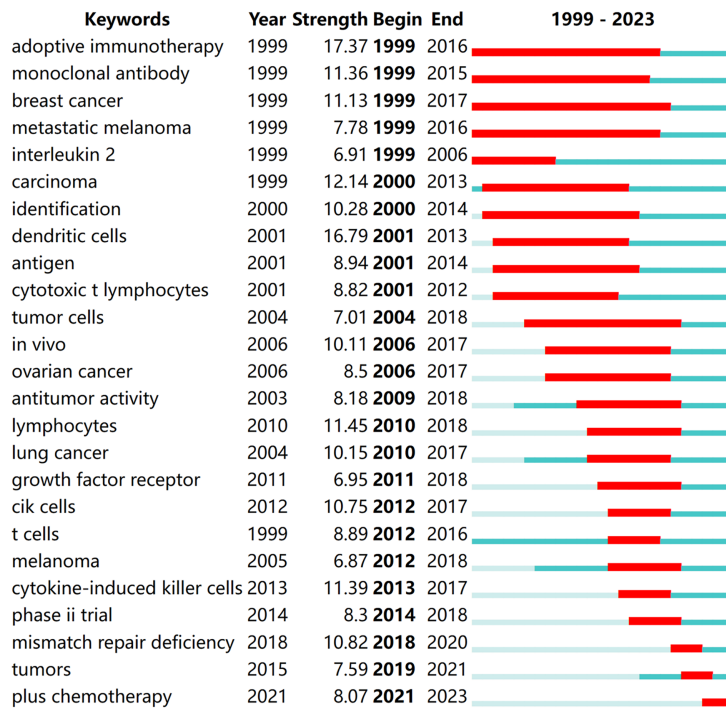 Keywords Year Strength Begin End 1999 - 2023
adoptive immunotherapy 1999 17.37 1999 2016
monoclonal antibody 1999 11.36 1999 2015
breast cancer 1999 11.13 1999 2017
metastatic melanoma 1999 7.78 1999 2016
interleukin 2 1999 6.91 1999 2006
carcinoma 1999 12.14 2000 2013
identification 2000 10.28 2000 2014
dendritic cells 2001 16.79 2001 2013
antigen 2001 8.94 2001 2014
cytotoxic t lymphocytes 2001 8.82 2001 2012
tumor cells 2004 7.01 2004 2018
in vivo 2006 10.11 2006 2017
ovarian cancer 2006 8.5 2006 2017
antitumor activity 2003 8.18 2009 2018
lymphocytes 2010 11.45 2010 2018
lung cancer 2004 10.15 2010 2017
growth factor receptor 2011 6.95 2011 2018
cik cells 2012 10.75 2012 2017
t cells 1999 8.89 2012 2016
melanoma 2005 6.87 2012 2018
cytokine-induced killer cells 2013 11.39 2013 2017
phase ii trial 2014 8.3 2014 2018
mismatch repair deficiency 2018 10.82 2018 2020
tumors 2015 7.59 2019 2021
plus chemotherapy 2021 8.07 2021 2023